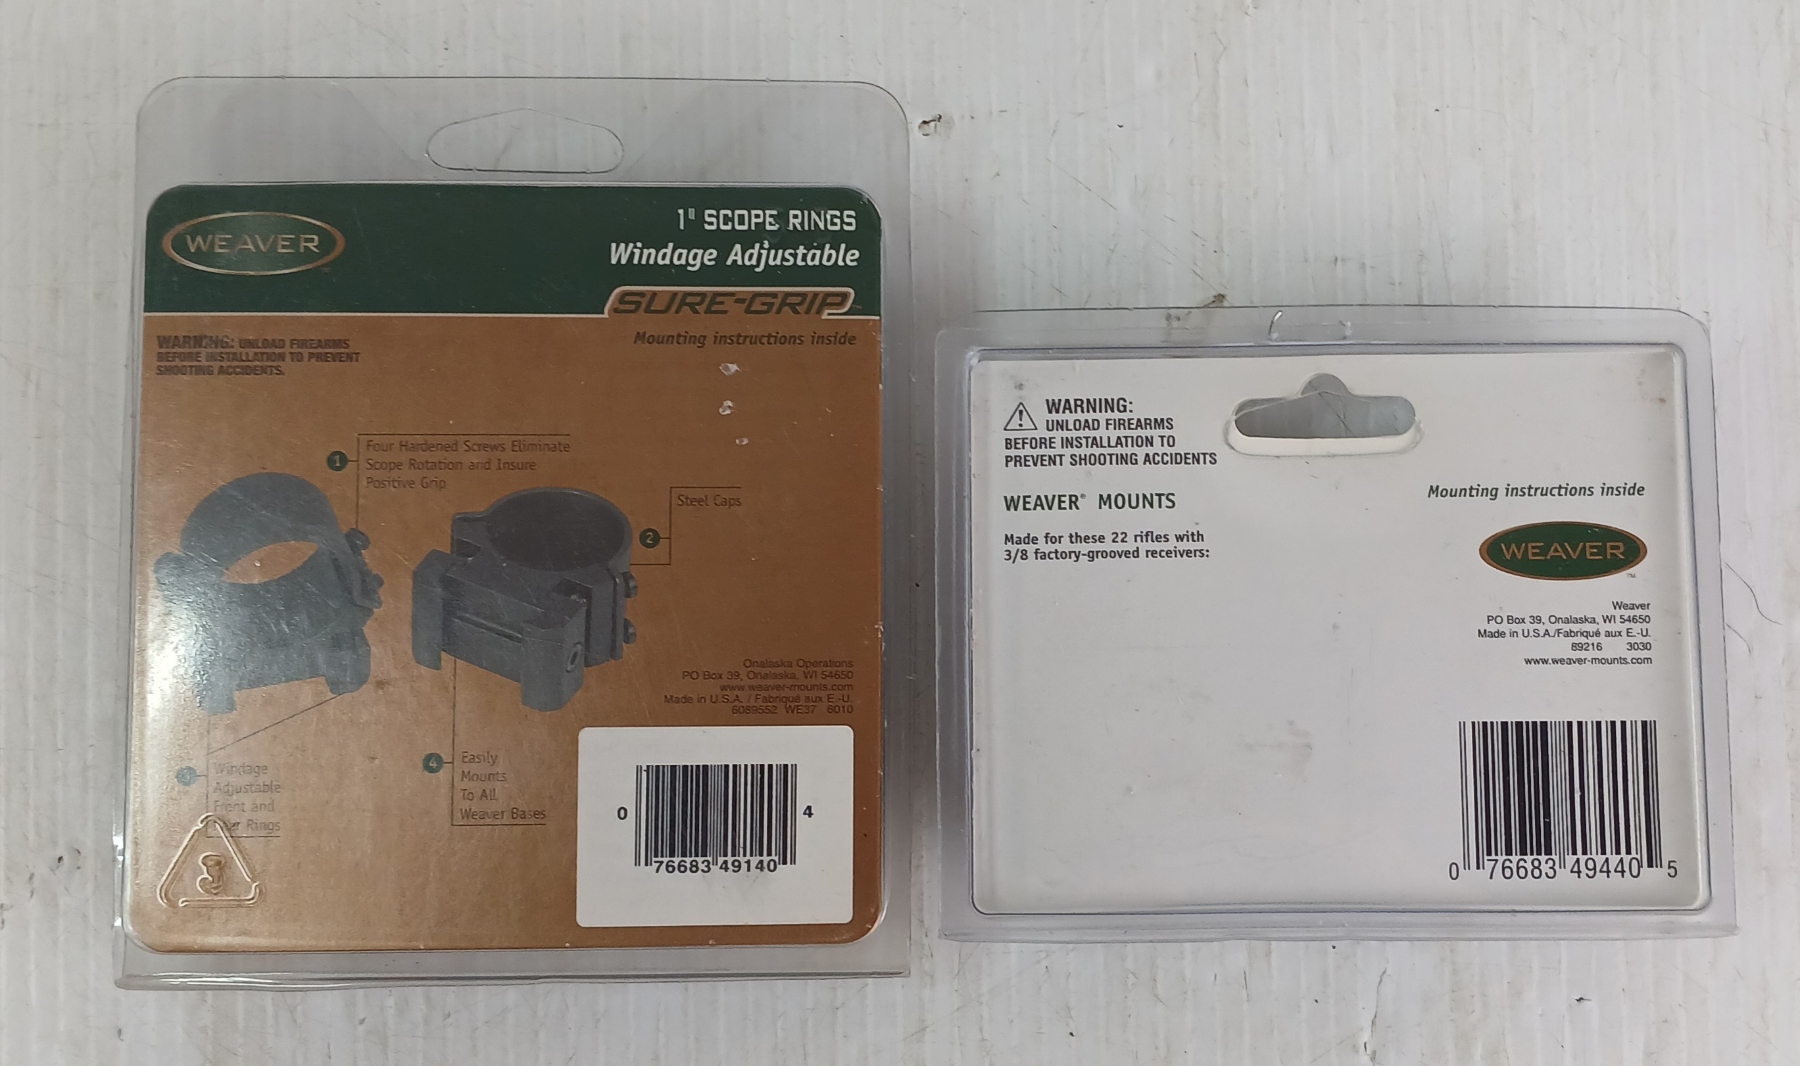 WEAVER
1" SCOPE RINGS
Windage Adjustable
SURE-GRIP
Mounting instructions inside
WARNING: UNLOAD FIREARMS
BEFORE INSTALLATION TO PREVENT
SHOOTING ACCIDENTS.
1
Four Hardened Screws Eliminate
Scope Rotation and Insure
Positive Grip
2
Steel Caps
3
Windage
Adjustable
Front and
Rear Rings
4
Easily
Mounts
To All
Weaver Bases
Onalaska Operations
PO Box 39, Onalaska, WI 54650
www.weaver-mounts.com
Made in U.S.A. / Fabriqué aux E.-U.
6089552 WE37 6010
0 76683 49140 4
3
WARNING:
UNLOAD FIREARMS
BEFORE INSTALLATION TO
PREVENT SHOOTING ACCIDENTS
WEAVER® MOUNTS
Made for these 22 rifles with
3/8 factory-grooved receivers:
Mounting instructions inside
WEAVER™
Weaver
PO Box 39, Onalaska, WI 54650
Made in U.S.A./Fabriqué aux E.-U.
89216 3030
www.weaver-mounts.com
0 76683 49440 5